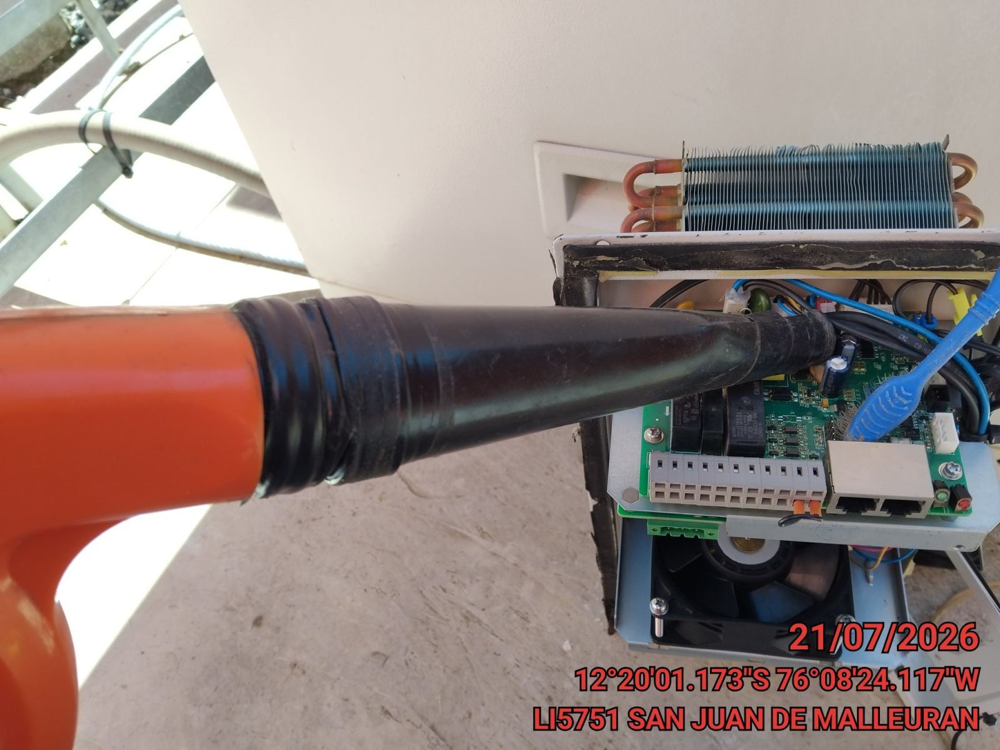 21/07/2026
12°20'01.173"S 76°08'24.117"W
LI5751 SAN JUAN DE MALLEURAN